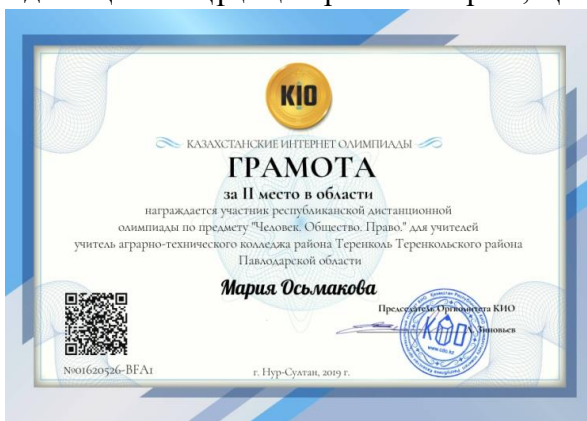 KIO
КАЗАХСТАНСКИЕ ИНТЕРНЕТ ОЛИМПИАДЫ
ГРАМОТА
за II место в области
награждается участник республиканской дистанционной
олимпиады по предмету "Человек. Общество. Право." для учителей
учитель аграрно-технического колледжа района Теренколь Теренкольского района
Павлодарской области
Мария Осьмакова
Председатель Оргкомитета КИО
Зиновьев
КИО
№01620526-BFA1
г. Нур-Султан, 2019 г.